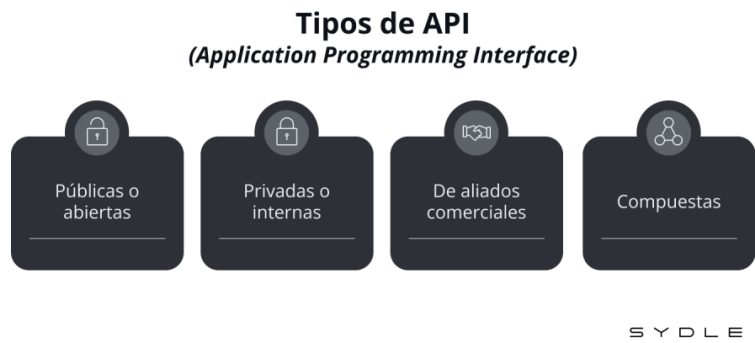 Tipos de API
(Application Programming Interface)
Públicas o
abiertas
Privadas o
internas
De aliados
comerciales
Compuestas
SYDLE